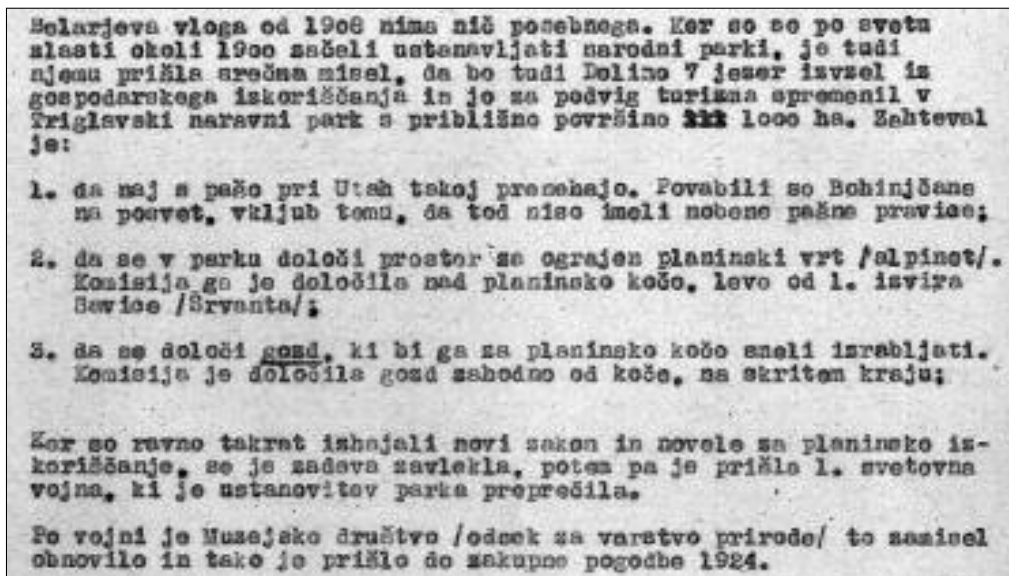 Belarjeva vloga od 1908 nima nič posebnega. Ker so se po svetu
zlasti okoli 1900 začeli ustanavljati narodni parki, je tudi
njemu prišla srečna misel, da bo tudi Dolino 7 jezer izvzel iz
gospodarskega izkoriščanja in jo za podvig turizma spremenil v
Triglavski naravni park s približno površino 1000 ha. Zahteval
je:
1. da naj s pašo pri Utah takoj prenehajo. Povabili so Bohinjčane
na posvet, vkljub temu, da tod niso imeli nobene pašne pravice;
2. da se v parku določi prostor za ograjen planinski vrt /alpinet/.
Komisija ga je določila nad planinsko kočo, levo od 1. izvira
Savice /Srvanta/;
3. da se določi gozd, ki bi ga za planinsko kočo smeli izrabljati.
Komisija je določila gozd zahodno od koče, na skritem kraju;
Ker so ravno takrat izhajali novi zakon in novele za planinsko iz-
koriščanje, se je zadeva zavlekla, potem pa je prišla 1. svetovna
vojna, ki je ustanovitev parka preprečila.
Po vojni je Muzejsko društvo /odsek za varstvo prirode/ to zamisel
obnovilo in tako je prišlo do zakupne pogodbe 1924.